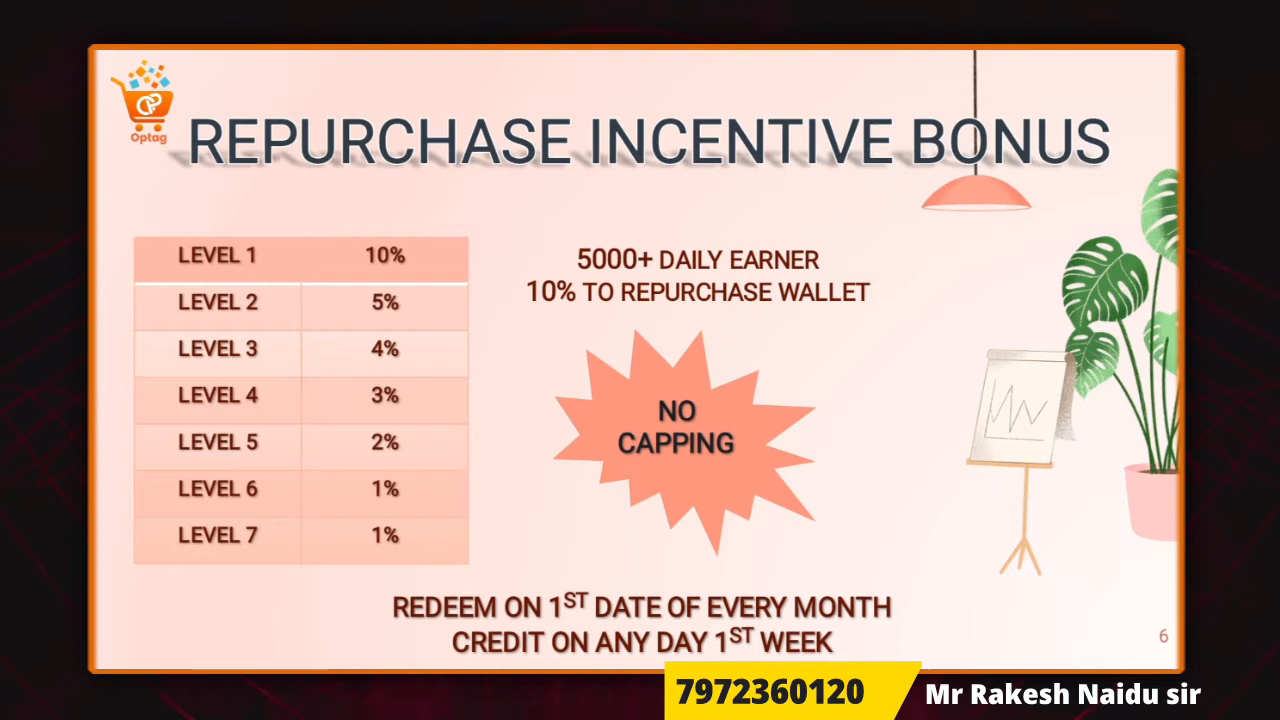 Optag
REPURCHASE INCENTIVE BONUS
LEVEL 1 10%
LEVEL 2 5%
LEVEL 3 4%
LEVEL 4 3%
LEVEL 5 2%
LEVEL 6 1%
LEVEL 7 1%
5000+ DAILY EARNER
10% TO REPURCHASE WALLET
NO
CAPPING
REDEEM ON 1ST DATE OF EVERY MONTH
CREDIT ON ANY DAY 1ST WEEK
6
7972360120 Mr Rakesh Naidu sir